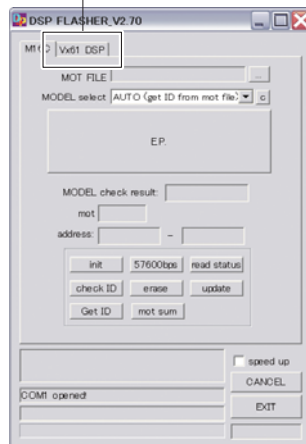 DSP FLASHER_V2.70
Vx61 DSP
MOT FILE ...
MODEL select AUTO (get ID from mot file) c
E.P.
MODEL check result:
mot
address: -
init 57600bps read status
check ID erase update
Get ID mot sum
speed up
CANCEL
COM1 opened!
EXIT